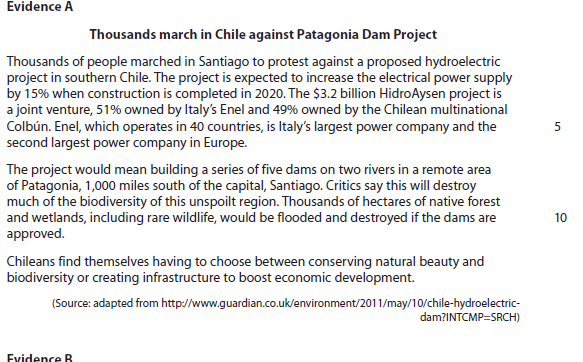 Evidence A
Thousands march in Chile against Patagonia Dam Project
Thousands of people marched in Santiago to protest against a proposed hydroelectric
project in southern Chile. The project is expected to increase the electrical power supply
by 15% when construction is completed in 2020. The $3.2 billion HidroAysen project is
a joint venture, 51% owned by Italy's Enel and 49% owned by the Chilean multinational
Colbún. Enel, which operates in 40 countries, is Italy's largest power company and the 5
second largest power company in Europe.
The project would mean building a series of five dams on two rivers in a remote area
of Patagonia, 1,000 miles south of the capital, Santiago. Critics say this will destroy
much of the biodiversity of this unspoilt region. Thousands of hectares of native forest
and wetlands, including rare wildlife, would be flooded and destroyed if the dams are 10
approved.
Chileans find themselves having to choose between conserving natural beauty and
biodiversity or creating infrastructure to boost economic development.
(Source: adapted from http://www.guardian.co.uk/environment/2011/may/10/chile-hydroelectric-
dam?INTCMP=SRCH)
Evidence B